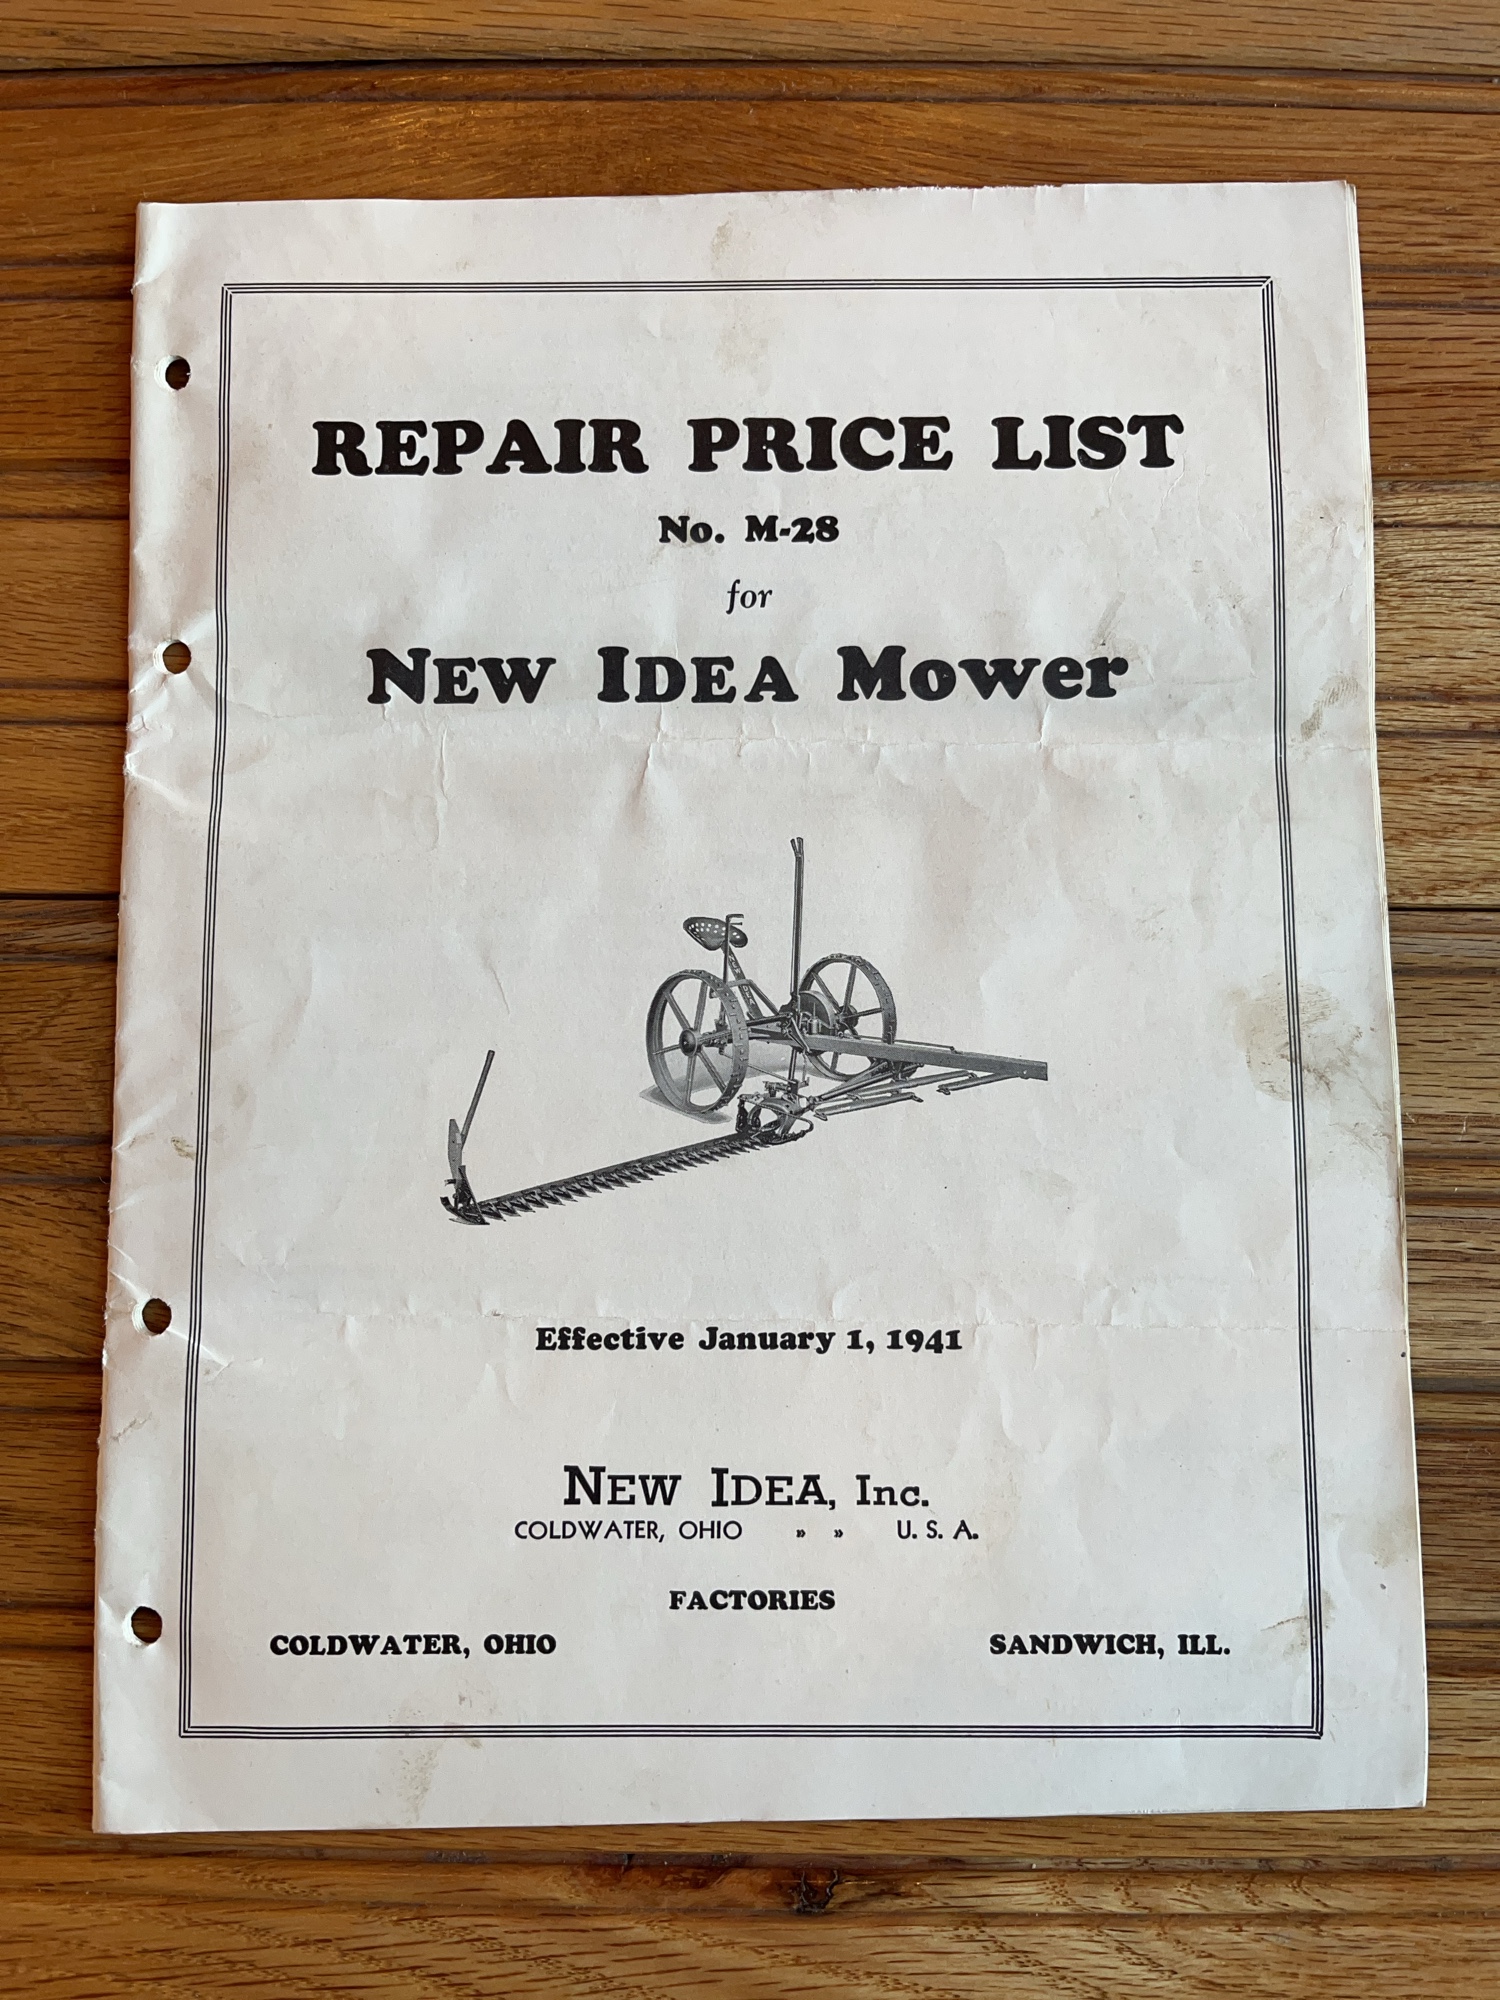 REPAIR PRICE LIST
No. M-28
for
NEW IDEA Mower
Effective January 1, 1941
NEW IDEA, Inc.
COLDWATER, OHIO » » U. S. A.
FACTORIES
COLDWATER, OHIO SANDWICH, ILL.